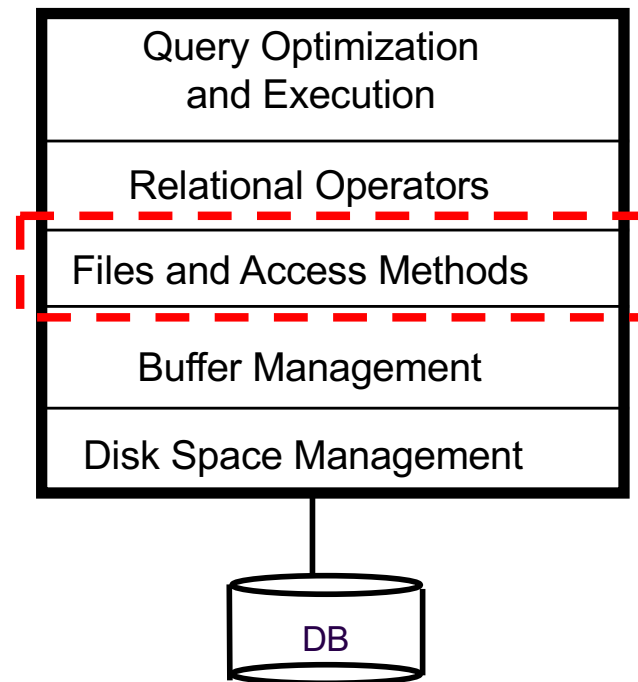 Query Optimization
and Execution
Relational Operators
Files and Access Methods
Buffer Management
Disk Space Management
DB